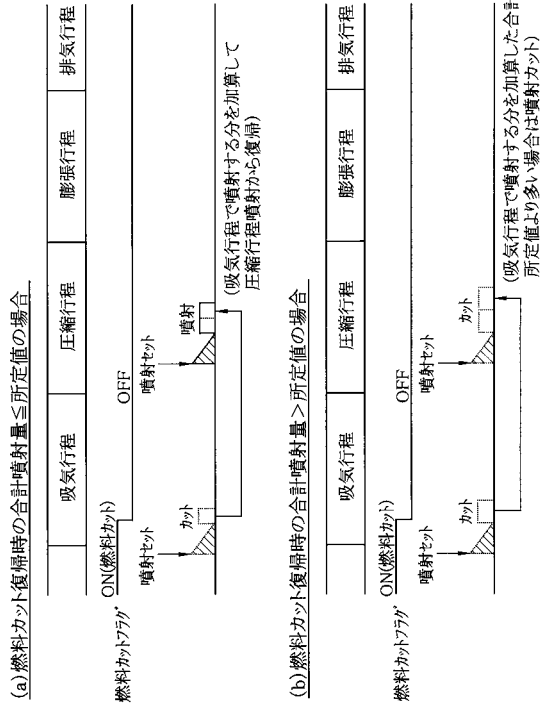 (a)燃料カット復帰時の合計噴射量≦所定値の場合
吸気行程 圧縮行程 膨張行程 排気行程
燃料カットフラグ ON(燃料カット) OFF
噴射セット 噴射セット
カット 噴射
(吸気行程で噴射する分を加算して
圧縮行程噴射から復帰)
(b)燃料カット復帰時の合計噴射量>所定値の場合
吸気行程 圧縮行程 膨張行程 排気行程
燃料カットフラグ ON(燃料カット) OFF
噴射セット 噴射セット
カット カット
(吸気行程で噴射する分を加算した合計
所定値より多い場合は噴射カット)